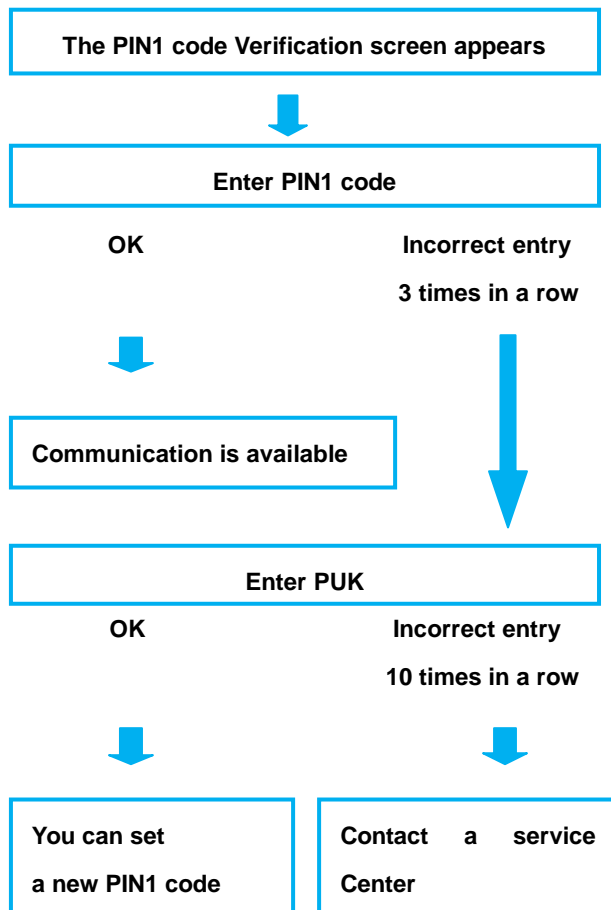 The PIN1 code Verification screen appears
Enter PIN1 code
OK
Incorrect entry
3 times in a row
Communication is available
Enter PUK
OK
Incorrect entry
10 times in a row
You can set
a new PIN1 code
Contact a service
Center